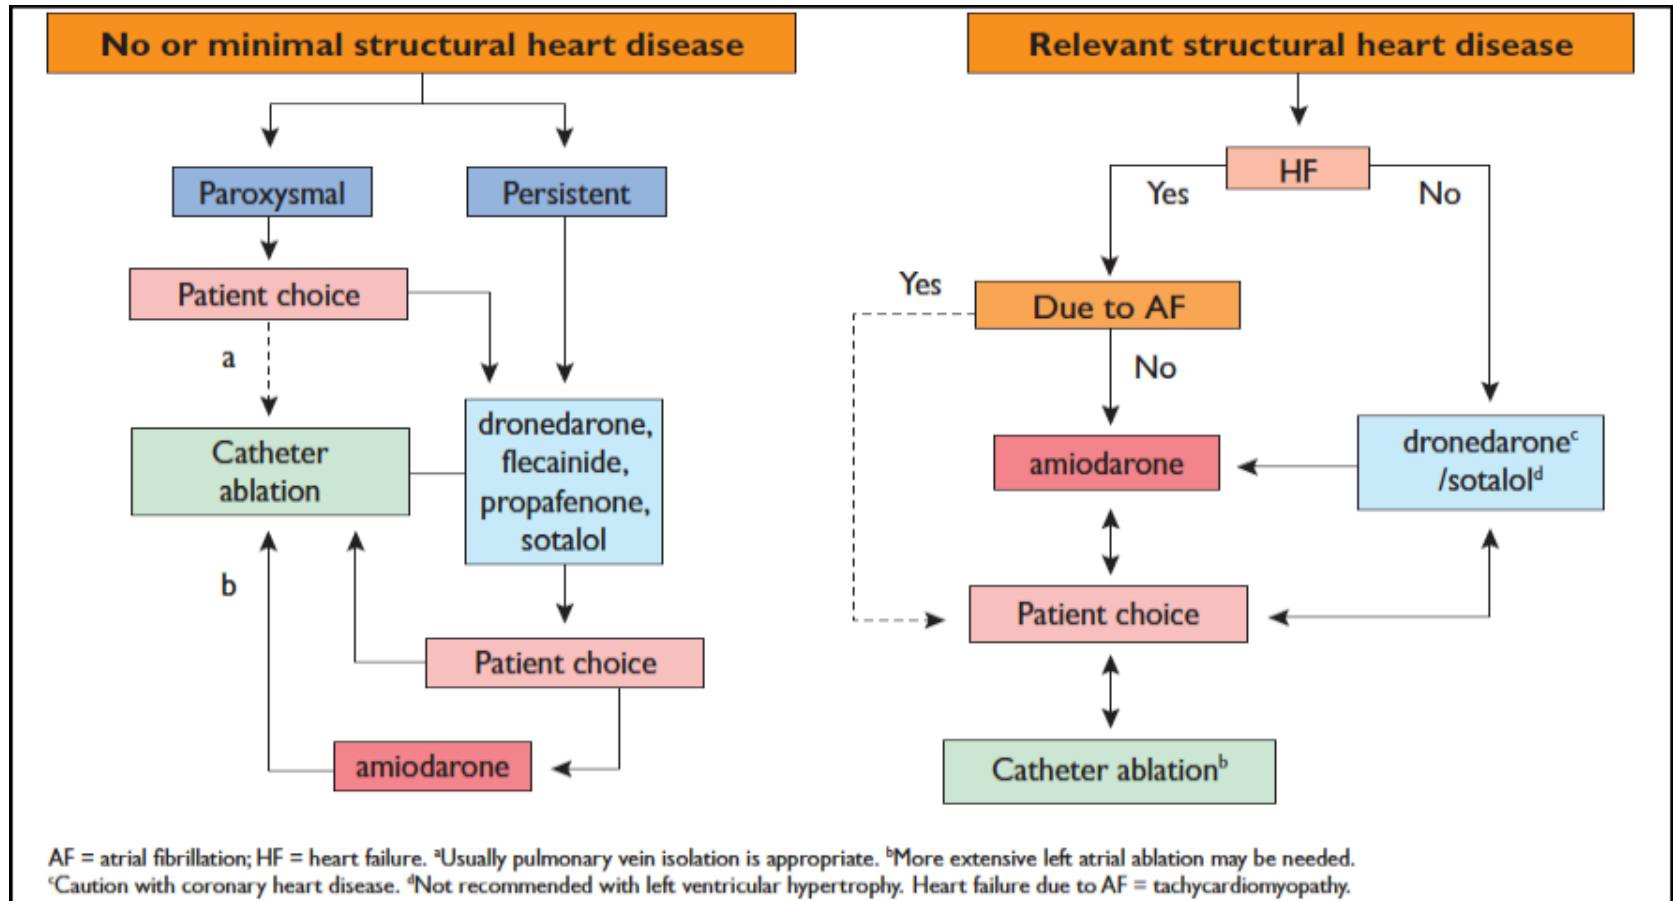 No or minimal structural heart disease
Paroxysmal
Persistent
Patient choice
a
Catheter
ablation
dronedarone,
flecainide,
propafenone,
sotalol
b
Patient choice
amiodarone
Relevant structural heart disease
HF
Yes
No
Yes
Due to AF
No
amiodarone
dronedaroneᶜ
/sotalolᵈ
Patient choice
Catheter ablationᵇ
AF = atrial fibrillation; HF = heart failure. ᵃUsually pulmonary vein isolation is appropriate. ᵇMore extensive left atrial ablation may be needed.
ᶜCaution with coronary heart disease. ᵈNot recommended with left ventricular hypertrophy. Heart failure due to AF = tachycardiomyopathy.